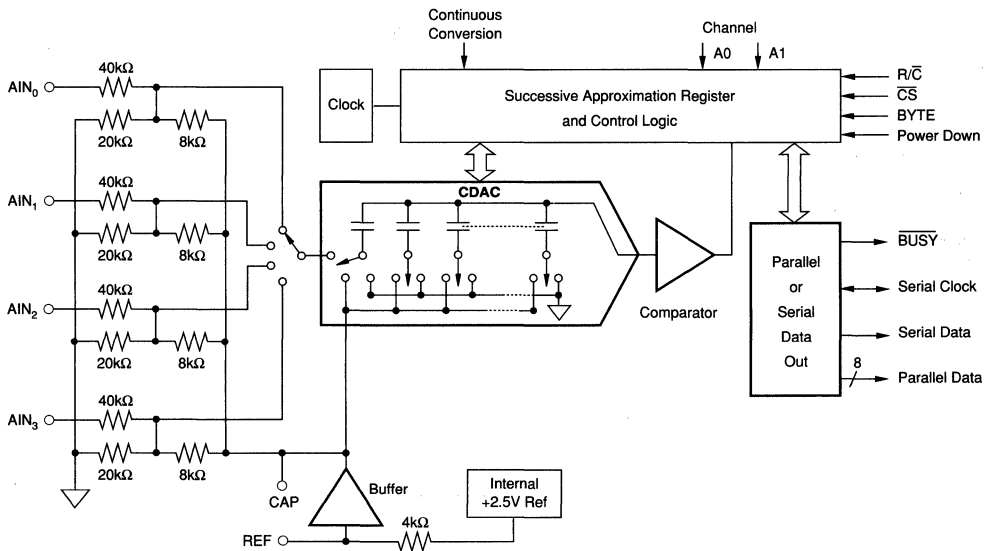 Continuous
Conversion
Channel
A0
A1
Clock
Successive Approximation Register
and Control Logic
R/C̅
C̅S̅
BYTE
Power Down
AIN₀
40kΩ
20kΩ
8kΩ
AIN₁
40kΩ
20kΩ
8kΩ
AIN₂
40kΩ
20kΩ
8kΩ
AIN₃
40kΩ
20kΩ
8kΩ
CDAC
Comparator
Parallel
or
Serial
Data
Out
B̅U̅S̅Y̅
Serial Clock
Serial Data
8
Parallel Data
CAP
Buffer
REF
4kΩ
Internal
+2.5V Ref